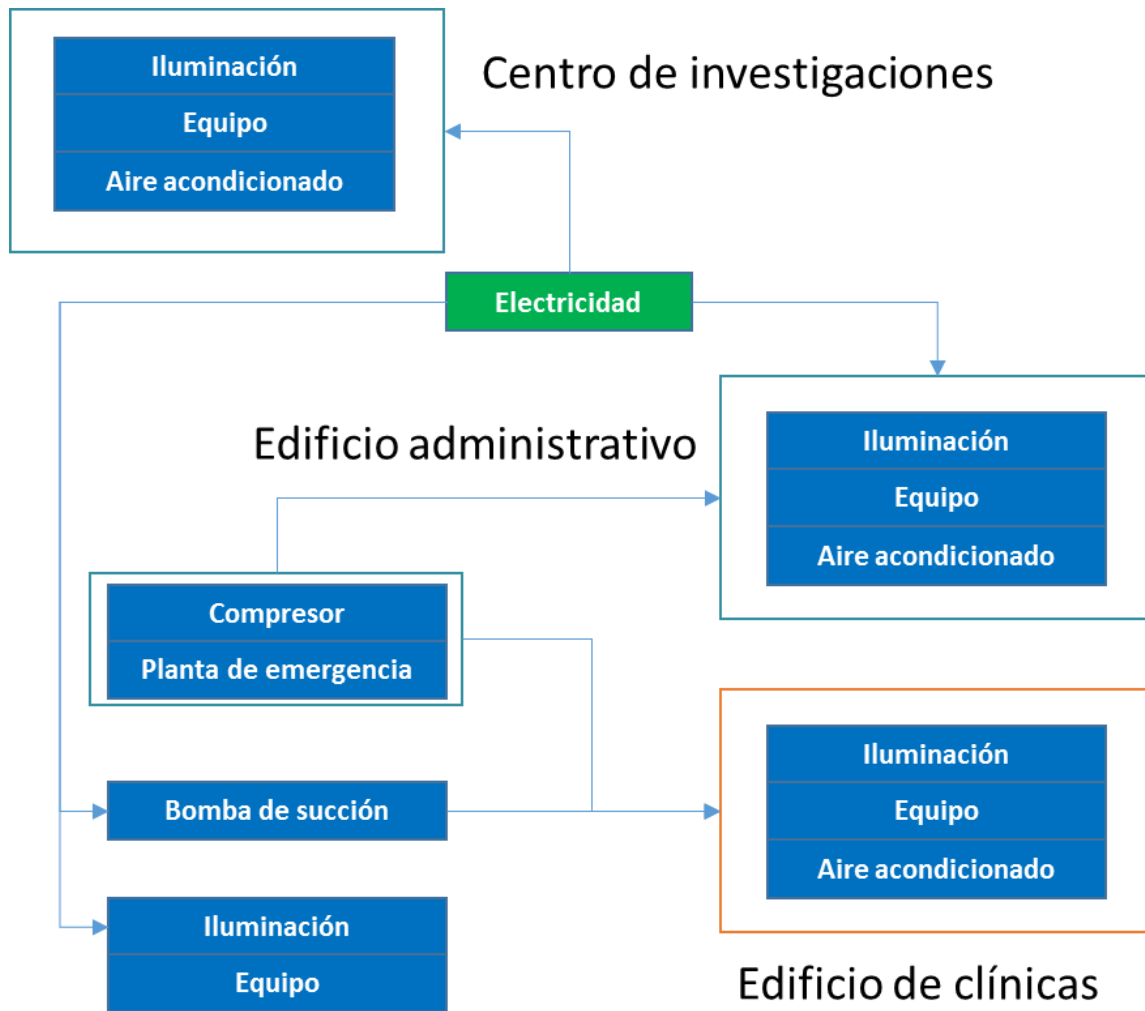 Iluminación
Equipo
Aire acondicionado
Centro de investigaciones
Electricidad
Edificio administrativo
Iluminación
Equipo
Aire acondicionado
Compresor
Planta de emergencia
Bomba de succión
Iluminación
Equipo
Aire acondicionado
Iluminación
Equipo
Edificio de clínicas